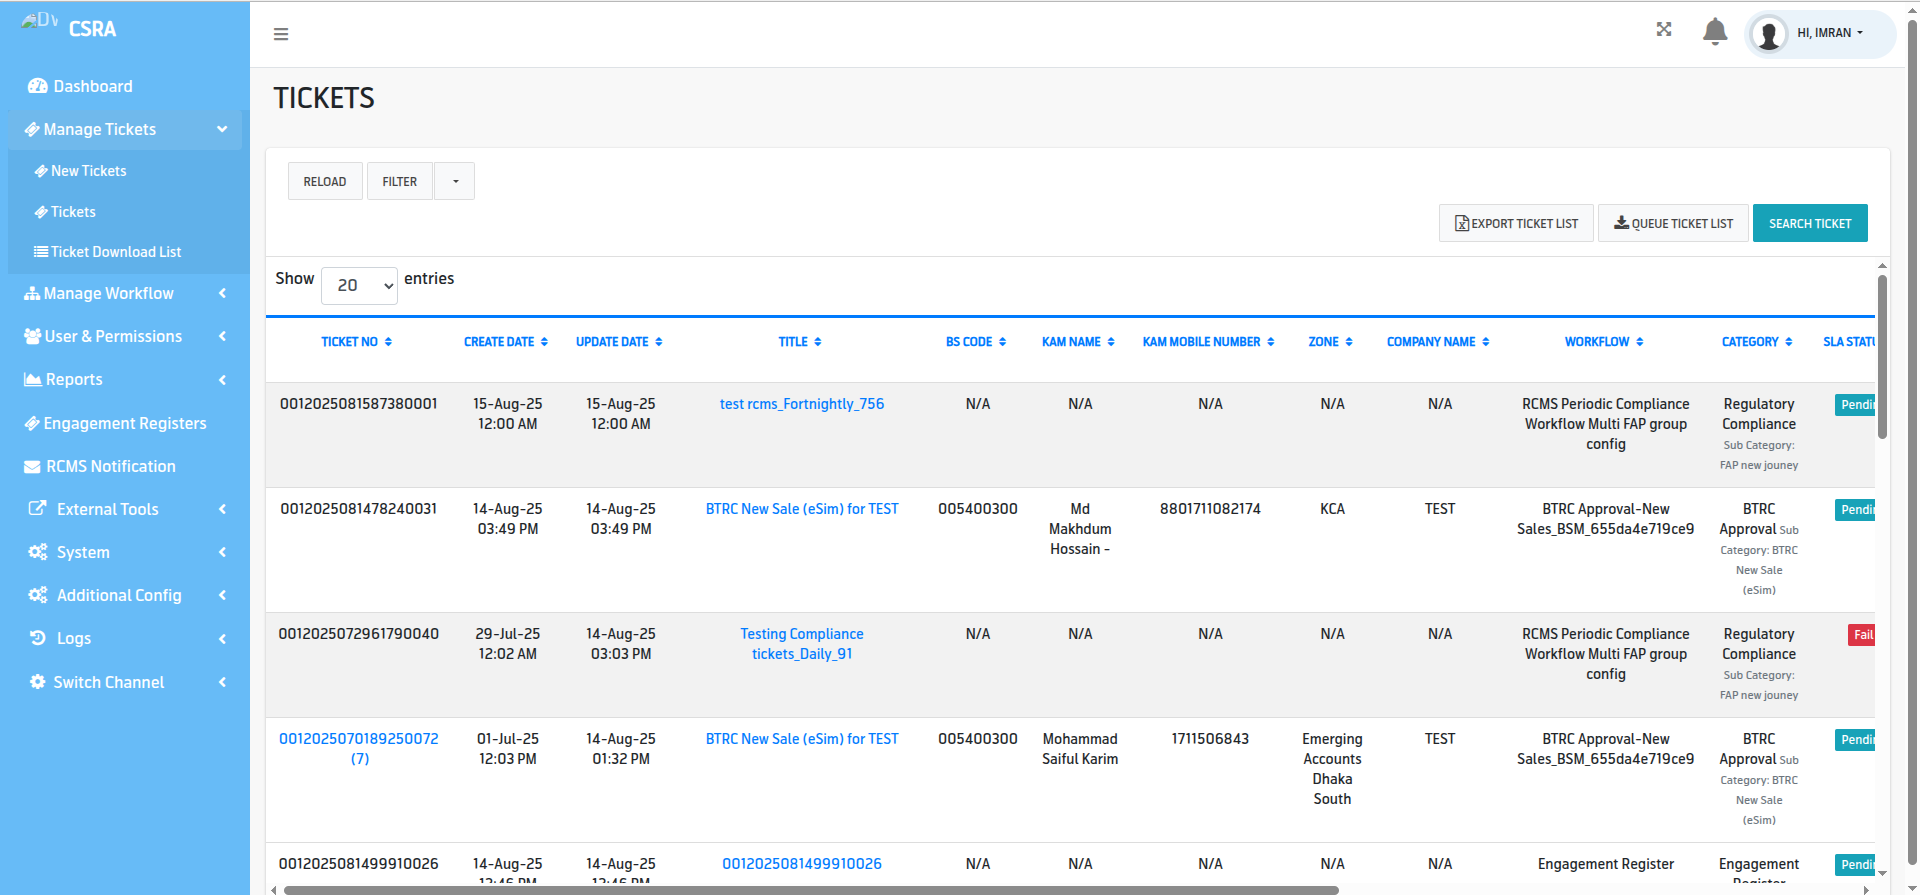 CSRA
HI, IMRAN
Dashboard
Manage Tickets
New Tickets
Tickets
Ticket Download List
Manage Workflow
User & Permissions
Reports
Engagement Registers
RCMS Notification
External Tools
System
Additional Config
Logs
Switch Channel
TICKETS
RELOAD FILTER
EXPORT TICKET LIST QUEUE TICKET LIST SEARCH TICKET
Show 20 entries
TICKET NO CREATE DATE UPDATE DATE TITLE BS CODE KAM NAME KAM MOBILE NUMBER ZONE COMPANY NAME WORKFLOW CATEGORY SLA STATU
0012025081587380001 15-Aug-25 15-Aug-25 test rcms_Fortnightly_756 N/A N/A N/A N/A N/A RCMS Periodic Compliance Regulatory Pendin
12:00 AM 12:00 AM Workflow Multi FAP group Compliance
config Sub Category:
FAP new jouney
0012025081478240031 14-Aug-25 14-Aug-25 BTRC New Sale (eSim) for TEST 005400300 Md 8801711082174 KCA TEST BTRC Approval-New BTRC Pendin
03:49 PM 03:49 PM Makhdum Sales_BSM_655da4e719ce9 Approval Sub
Hossain - Category: BTRC
New Sale
(eSim)
0012025072961790040 29-Jul-25 14-Aug-25 Testing Compliance N/A N/A N/A N/A N/A RCMS Periodic Compliance Regulatory Fail
12:02 AM 03:03 PM tickets_Daily_91 Workflow Multi FAP group Compliance
config Sub Category:
FAP new jouney
0012025070189250072 01-Jul-25 14-Aug-25 BTRC New Sale (eSim) for TEST 005400300 Mohammad 1711506843 Emerging TEST BTRC Approval-New BTRC Pendin
(7) 12:03 PM 01:32 PM Saiful Karim Accounts Sales_BSM_655da4e719ce9 Approval Sub
Dhaka Category: BTRC
South New Sale
(eSim)
0012025081499910026 14-Aug-25 14-Aug-25 0012025081499910026 N/A N/A N/A N/A N/A Engagement Register Engagement Pendin
12:46 PM 12:46 PM Register